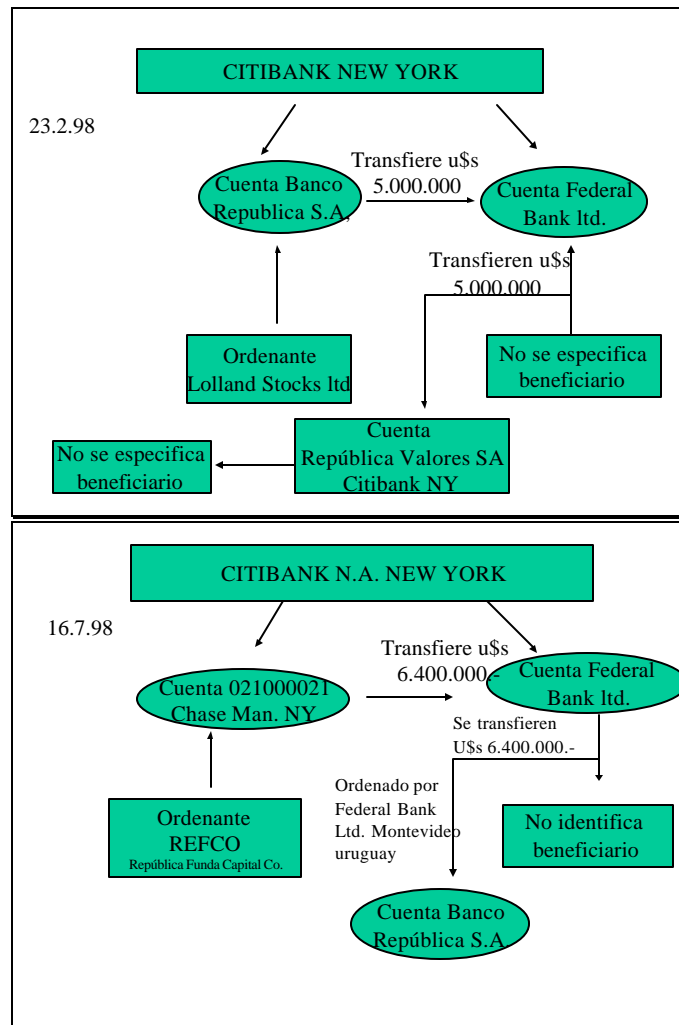 CITIBANK NEW YORK
23.2.98
Transfiere u$s
5.000.000
Cuenta Banco
Republica S.A,
Cuenta Federal
Bank ltd.
Transfieren u$s
5.000.000
Ordenante
Lolland Stocks ltd
No se especifica
beneficiario
Cuenta
República Valores SA
Citibank NY
No se especifica
beneficiario
CITIBANK N.A. NEW YORK
16.7.98
Transfiere u$s
6.400.000.-
Cuenta 021000021
Chase Man. NY
Cuenta Federal
Bank ltd.
Se transfieren
U$s 6.400.000.-
Ordenado por
Federal Bank
Ltd. Montevideo
uruguay
Ordenante
REFCO
República Funda Capital Co.
No identifica
beneficiario
Cuenta Banco
República S.A.